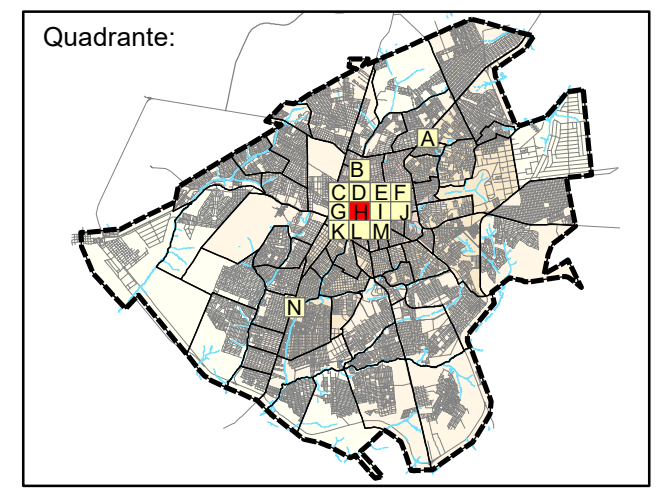 Quadrante:
A
B
C D E F
G H I J
K L M
N